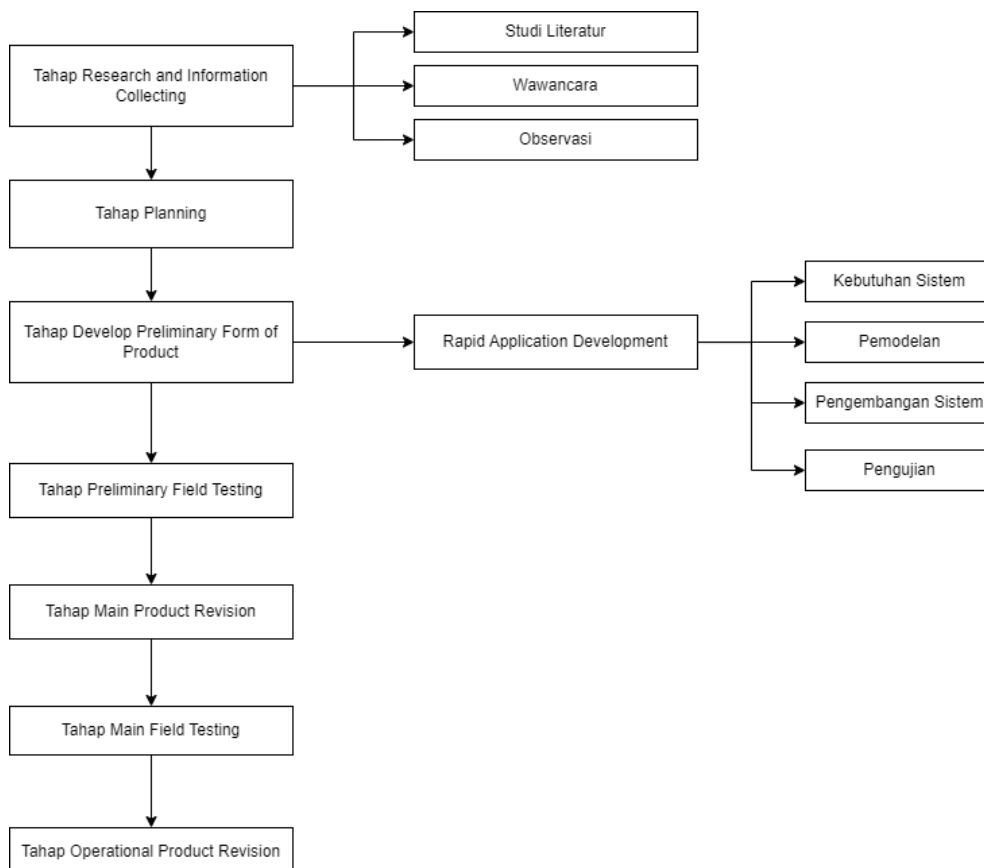 Studi Literatur
Tahap Research and Information
Collecting
Wawancara
Observasi
Tahap Planning
Kebutuhan Sistem
Tahap Develop Preliminary Form of
Product
Rapid Application Development
Pemodelan
Pengembangan Sistem
Pengujian
Tahap Preliminary Field Testing
Tahap Main Product Revision
Tahap Main Field Testing
Tahap Operational Product Revision